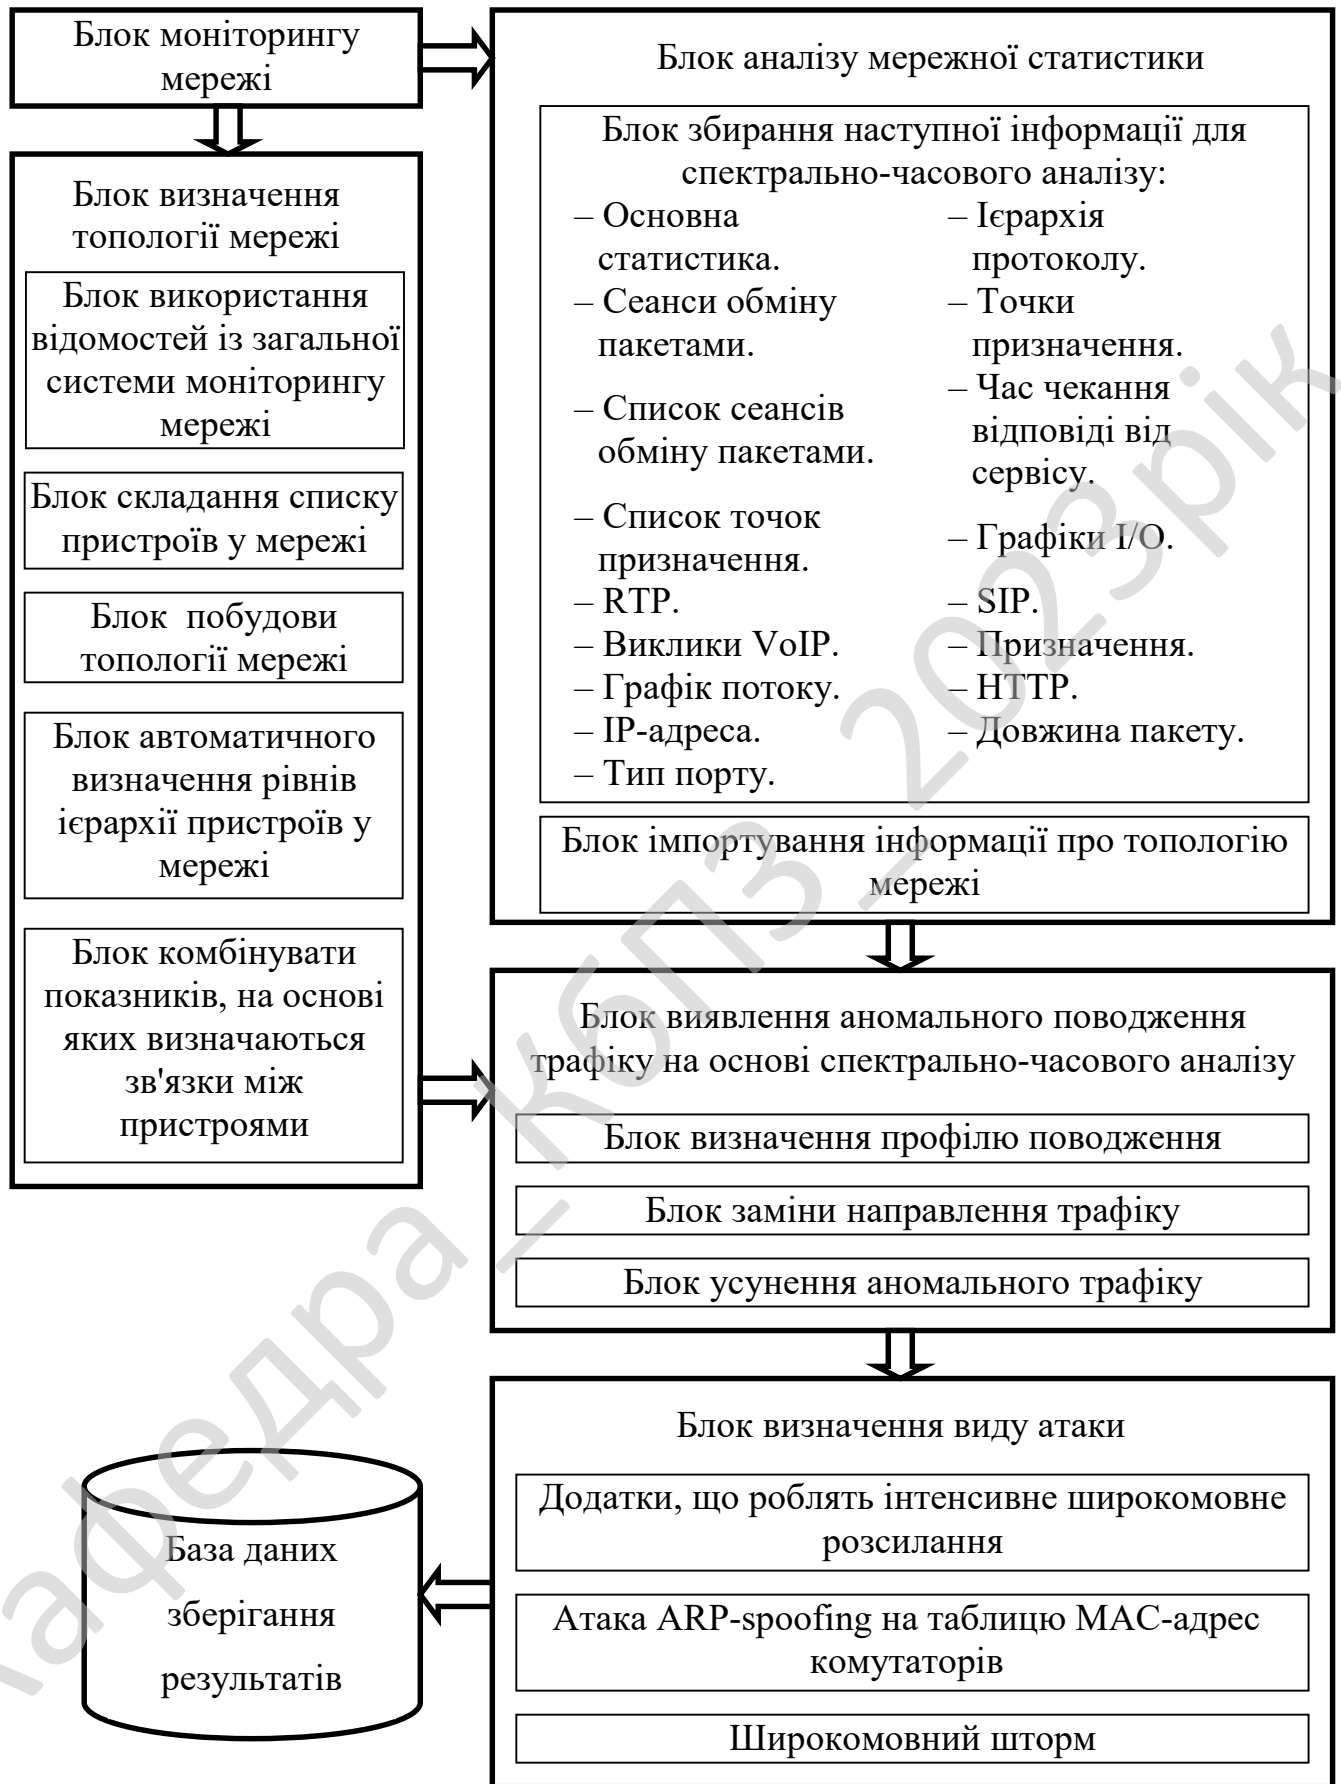 Блок моніторингу
мережі
Блок визначення
топології мережі
Блок використання
відомостей із загальної
системи моніторингу
мережі
Блок складання списку
пристроїв у мережі
Блок побудови
топології мережі
Блок автоматичного
визначення рівнів
ієрархії пристроїв у
мережі
Блок комбінувати
показників, на основі
яких визначаються
зв'язки між
пристроями
Блок аналізу мережної статистики
Блок збирання наступної інформації для
спектрально-часового аналізу:
– Основна
статистика.
– Сеанси обміну
пакетами.
– Список сеансів
обміну пакетами.
– Список точок
призначення.
– RTP.
– Виклики VoIP.
– Графік потоку.
– IP-адреса.
– Тип порту.
– Ієрархія
протоколу.
– Точки
призначення.
– Час чекання
відповіді від
сервісу.
– Графіки I/O.
– SIP.
– Призначення.
– HTTP.
– Довжина пакету.
Блок імпортування інформації про топологію
мережі
Блок виявлення аномального поводження
трафіку на основі спектрально-часового аналізу
Блок визначення профілю поводження
Блок заміни направлення трафіку
Блок усунення аномального трафіку
Блок визначення виду атаки
Додатки, що роблять інтенсивне широкомовне
розсилання
Атака ARP-spoofing на таблицю MAC-адрес
комутаторів
Широкомовний шторм
База даних
зберігання
результатів
кафедра_кбПЗ_2023рік